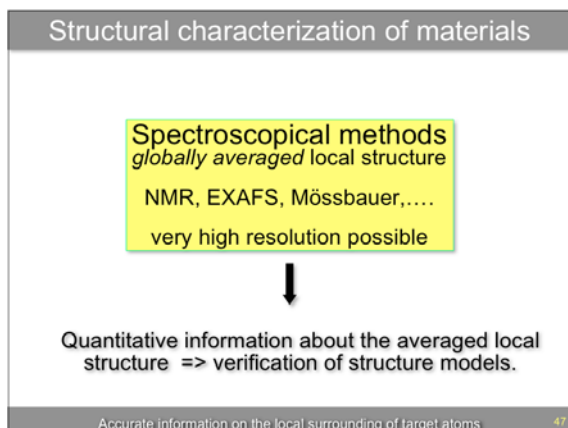 Structural characterization of materials
Spectroscopical methods
globally averaged local structure
NMR, EXAFS, Mössbauer,....
very high resolution possible
Quantitative information about the averaged local
structure => verification of structure models.
Accurate information on the local surrounding of target atoms
47